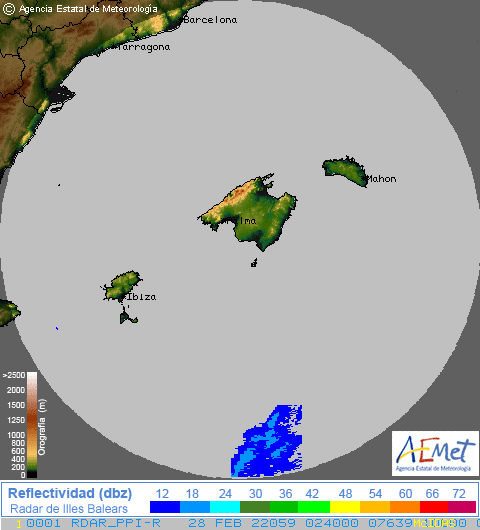 © Agencia Estatal de Meteorología
Barcelona
Tarragona
Mahon
lma
Ibiza
>2500
2000
1500
1000
800
600
400
200
0
Orografía (m)
AEMet
Agencia Estatal de Meteorología
Reflectividad (dbz)
Radar de Illes Balears
12 18 24 30 36 42 48 54 60 66 72
1 0001 RDAR_PPI-R 28 FEB 22059 024000 07639